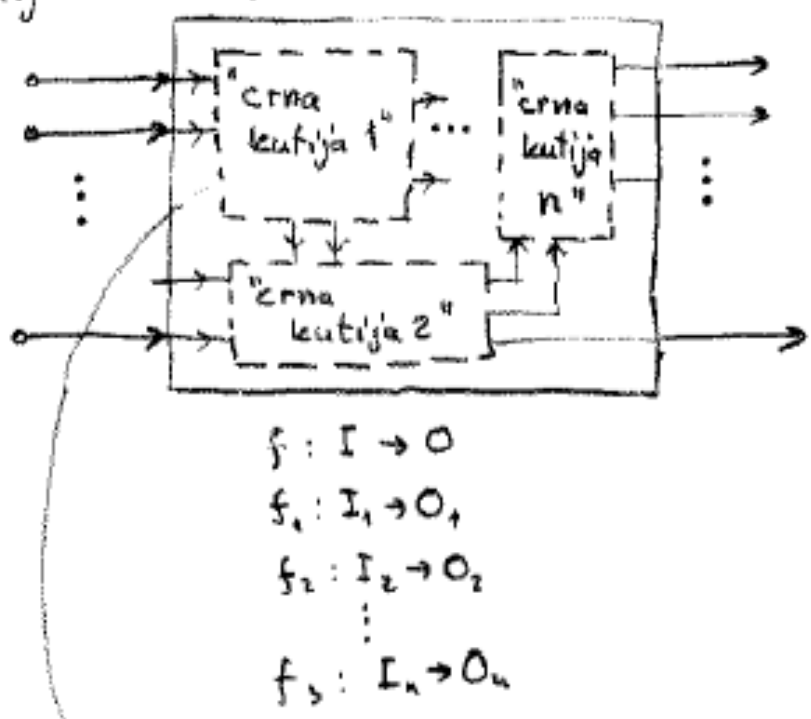 "crna
kutija 1"
...
"crna
kutija
n"
"crna
kutija 2"
f : I → O
f₁ : I₁ → O₁
f₂ : I₂ → O₂
⋮
f₃ : Iₙ → Oₙ